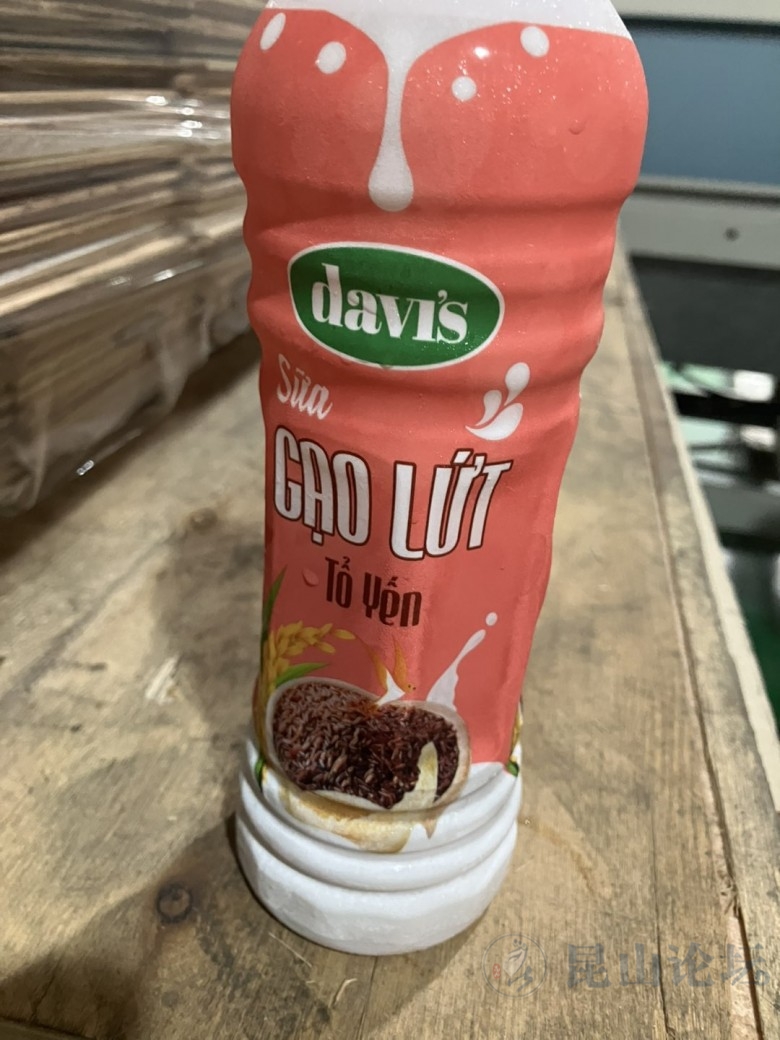 davi's
Sữa
GẠO LỨT
Tổ Yến
昆山论坛